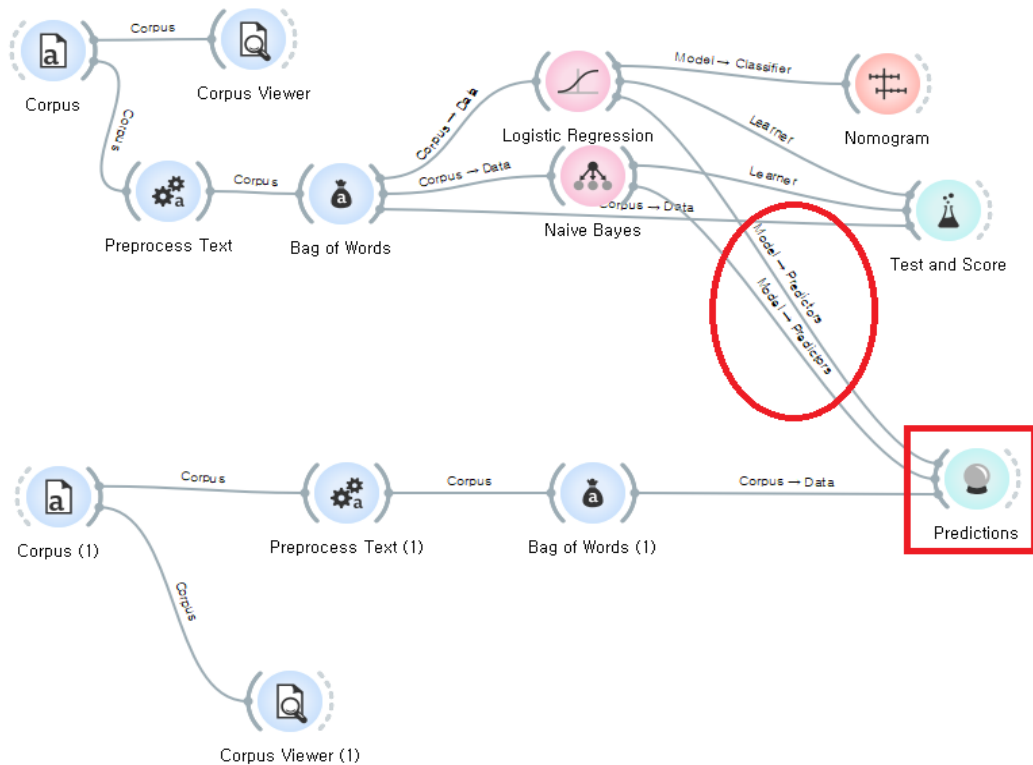 Corpus
Corpus Viewer
Corpus
Corpus
Preprocess Text
Corpus
Bag of Words
Corpus → Data
Corpus → Data
Corpus → Data
Logistic Regression
Model → Classifier
Nomogram
Learner
Naive Bayes
Learner
Test and Score
Model → Predictors
Model → Predictors
Predictions
Corpus (1)
Corpus
Preprocess Text (1)
Corpus
Bag of Words (1)
Corpus → Data
Corpus
Corpus Viewer (1)